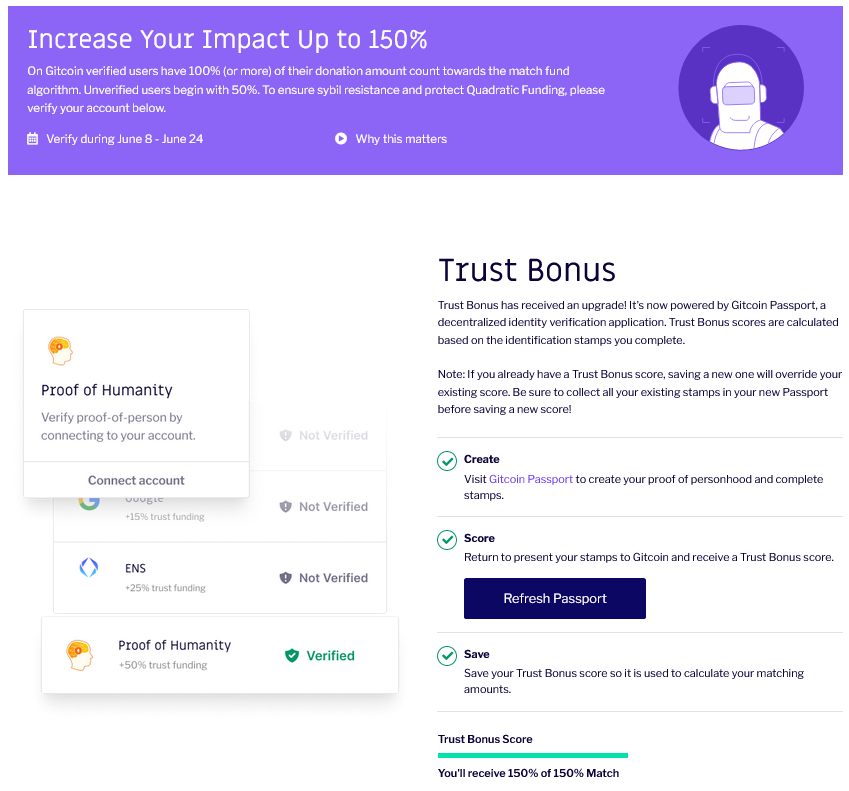 Increase Your Impact Up to 150%
On Gitcoin verified users have 100% (or more) of their donation amount count towards the match fund
algorithm. Unverified users begin with 50%. To ensure sybil resistance and protect Quadratic Funding, please
verify your account below.
Verify during June 8 - June 24
Why this matters
Proof of Humanity
Verify proof-of-person by
connecting to your account.
Connect account
Not Verified
Google
+15% trust funding
Not Verified
ENS
+25% trust funding
Not Verified
Proof of Humanity
+50% trust funding
Verified
Trust Bonus
Trust Bonus has received an upgrade! It's now powered by Gitcoin Passport, a
decentralized identity verification application. Trust Bonus scores are calculated
based on the identification stamps you complete.
Note: If you already have a Trust Bonus score, saving a new one will override your
existing score. Be sure to collect all your existing stamps in your new Passport
before saving a new score!
Create
Visit Gitcoin Passport to create your proof of personhood and complete
stamps.
Score
Return to present your stamps to Gitcoin and receive a Trust Bonus score.
Refresh Passport
Save
Save your Trust Bonus score so it is used to calculate your matching
amounts.
Trust Bonus Score
You'll receive 150% of 150% Match